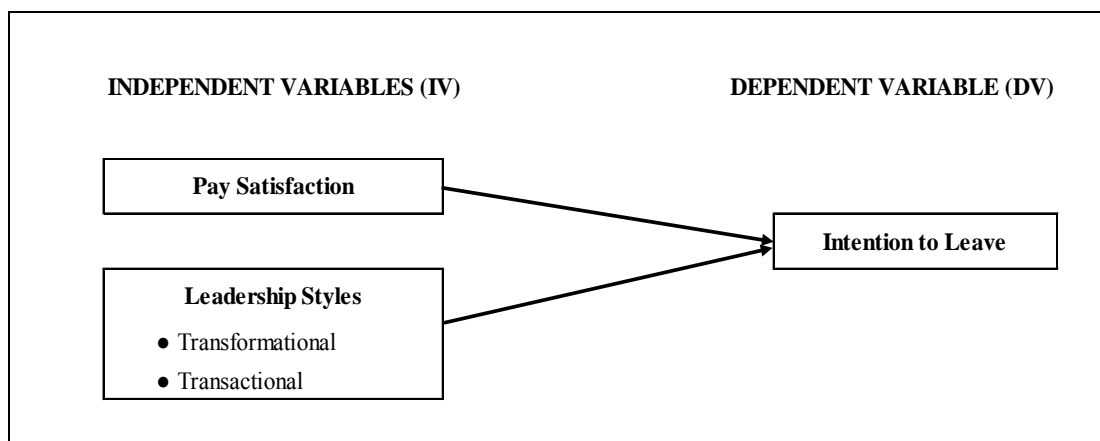 INDEPENDENT VARIABLES (IV)
DEPENDENT VARIABLE (DV)
Pay Satisfaction
Intention to Leave
Leadership Styles
● Transformational
● Transactional